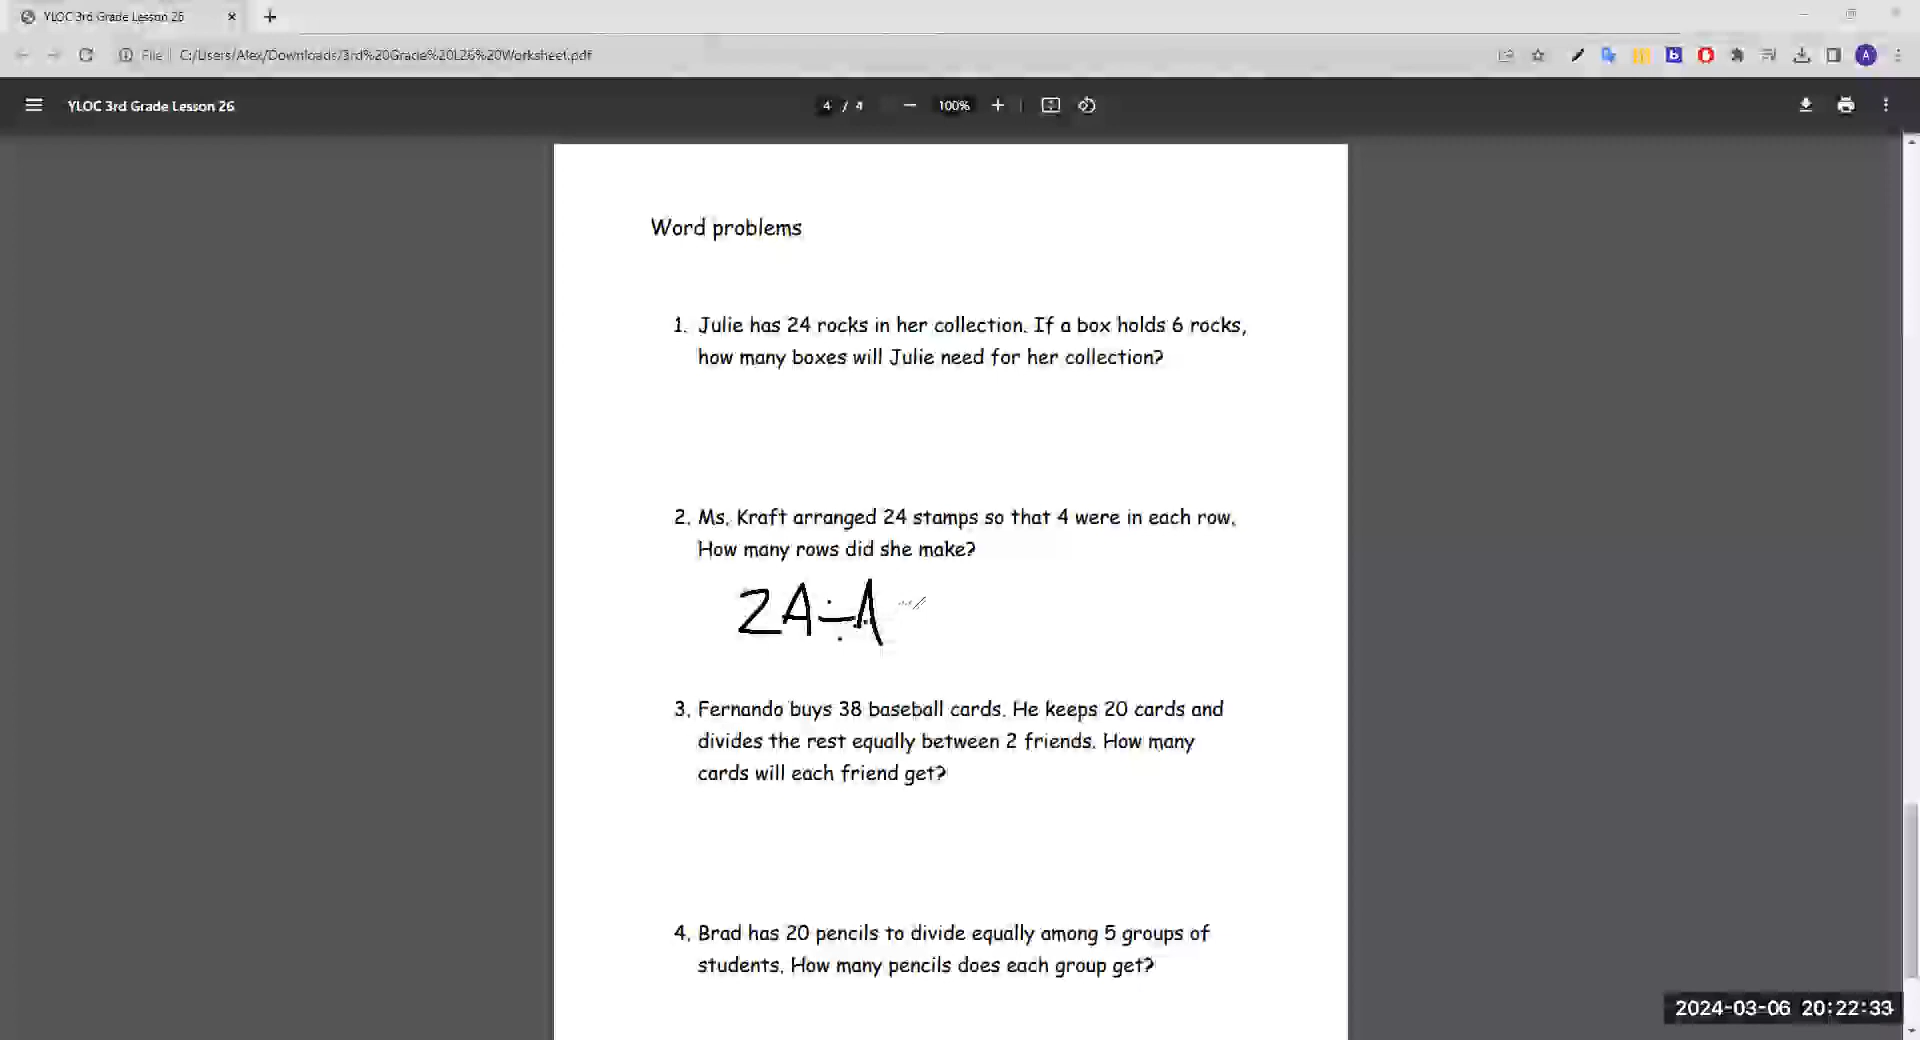 YLOC 3rd Grade Lesson 26
File C:/Users/Alex/Downloads/3rd%20Grade%20L26%20Worksheet.pdf
A
YLOC 3rd Grade Lesson 26
4 / 4
100%
Word problems
1. Julie has 24 rocks in her collection. If a box holds 6 rocks,
how many boxes will Julie need for her collection?
2. Ms. Kraft arranged 24 stamps so that 4 were in each row.
How many rows did she make?
24÷4
3. Fernando buys 38 baseball cards. He keeps 20 cards and
divides the rest equally between 2 friends. How many
cards will each friend get?
4. Brad has 20 pencils to divide equally among 5 groups of
students. How many pencils does each group get?
2024-03-06 20:22:33